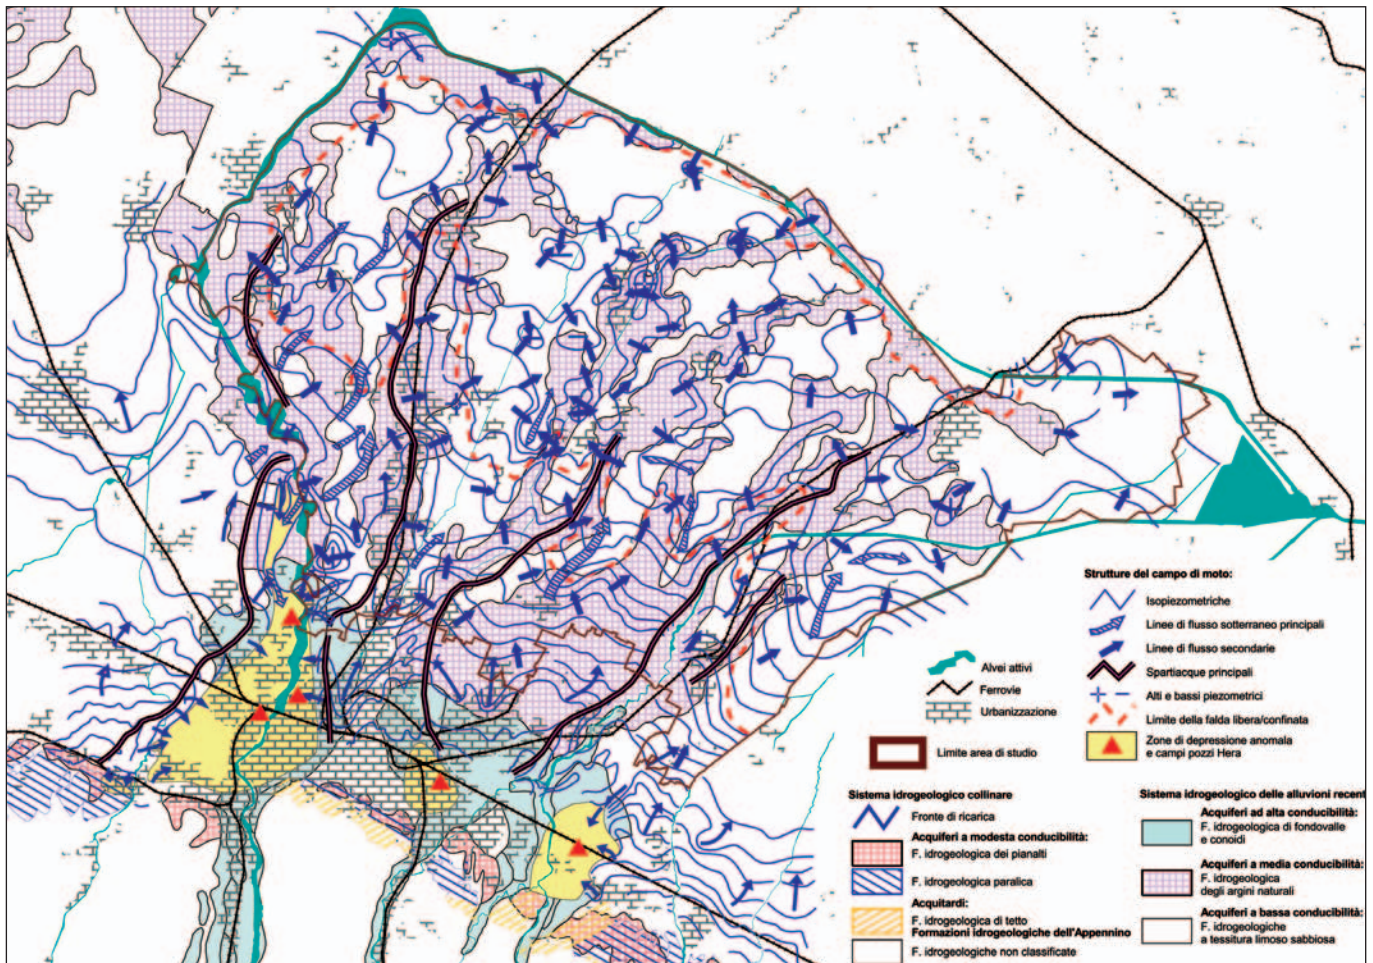 Strutture del campo di moto:
Isopiezometriche
Linee di flusso sotterraneo principali
Linee di flusso secondarie
Spartiacque principali
Alti e bassi piezometrici
Limite della falda libera/confinata
Zone di depressione anomala
e campi pozzi Hera
Alvei attivi
Ferrovie
Urbanizzazione
Limite area di studio
Sistema idrogeologico collinare
Fronte di ricarica
Acquiferi a modesta conducibilità:
F. idrogeologica dei pianalti
F. idrogeologica paralica
Acquitardi:
F. idrogeologica di tetto
Formazioni idrogeologiche dell'Appennino
F. idrogeologiche non classificate
Sistema idrogeologico delle alluvioni recent
Acquiferi ad alta conducibilità:
F. idrogeologica di fondovalle
e conoidi
Acquiferi a media conducibilità:
F. idrogeologica
degli argini naturali
Acquiferi a bassa conducibilità:
F. idrogeologiche
a tessitura limoso sabbiosa